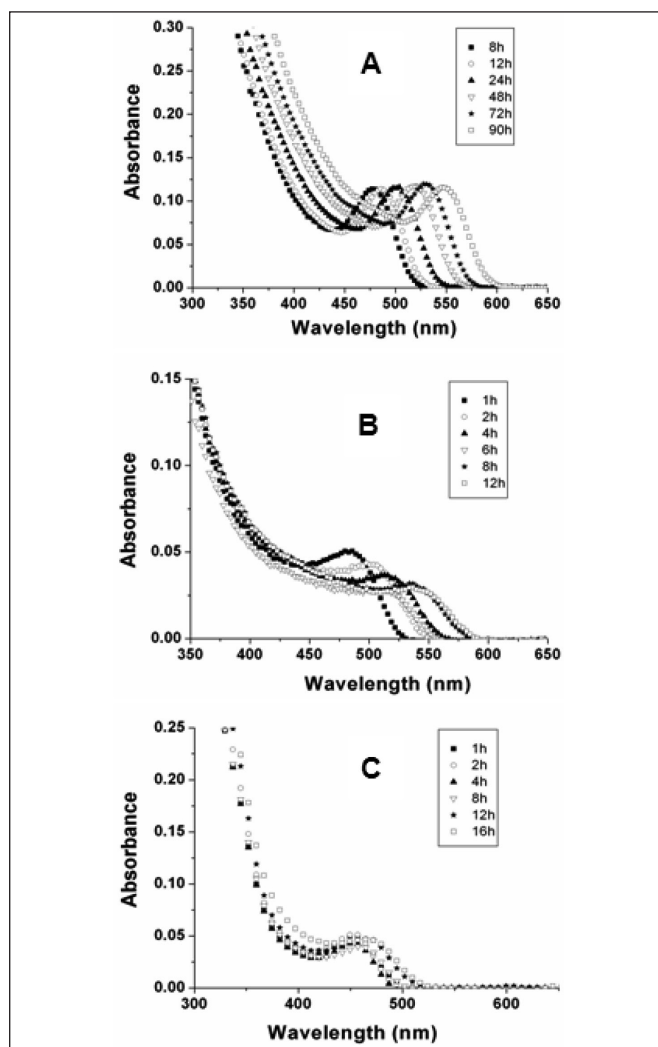 0.30
0.25
0.20
0.15
0.10
0.05
0.00
Absorbance
A
8h
12h
24h
48h
72h
90h
300 350 400 450 500 550 600 650
Wavelength (nm)
0.15
0.10
0.05
0.00
Absorbance
B
1h
2h
4h
6h
8h
12h
350 400 450 500 550 600 650
Wavelength (nm)
0.25
0.20
0.15
0.10
0.05
0.00
Absorbance
C
1h
2h
4h
8h
12h
16h
300 400 500 600
Wavelength (nm)